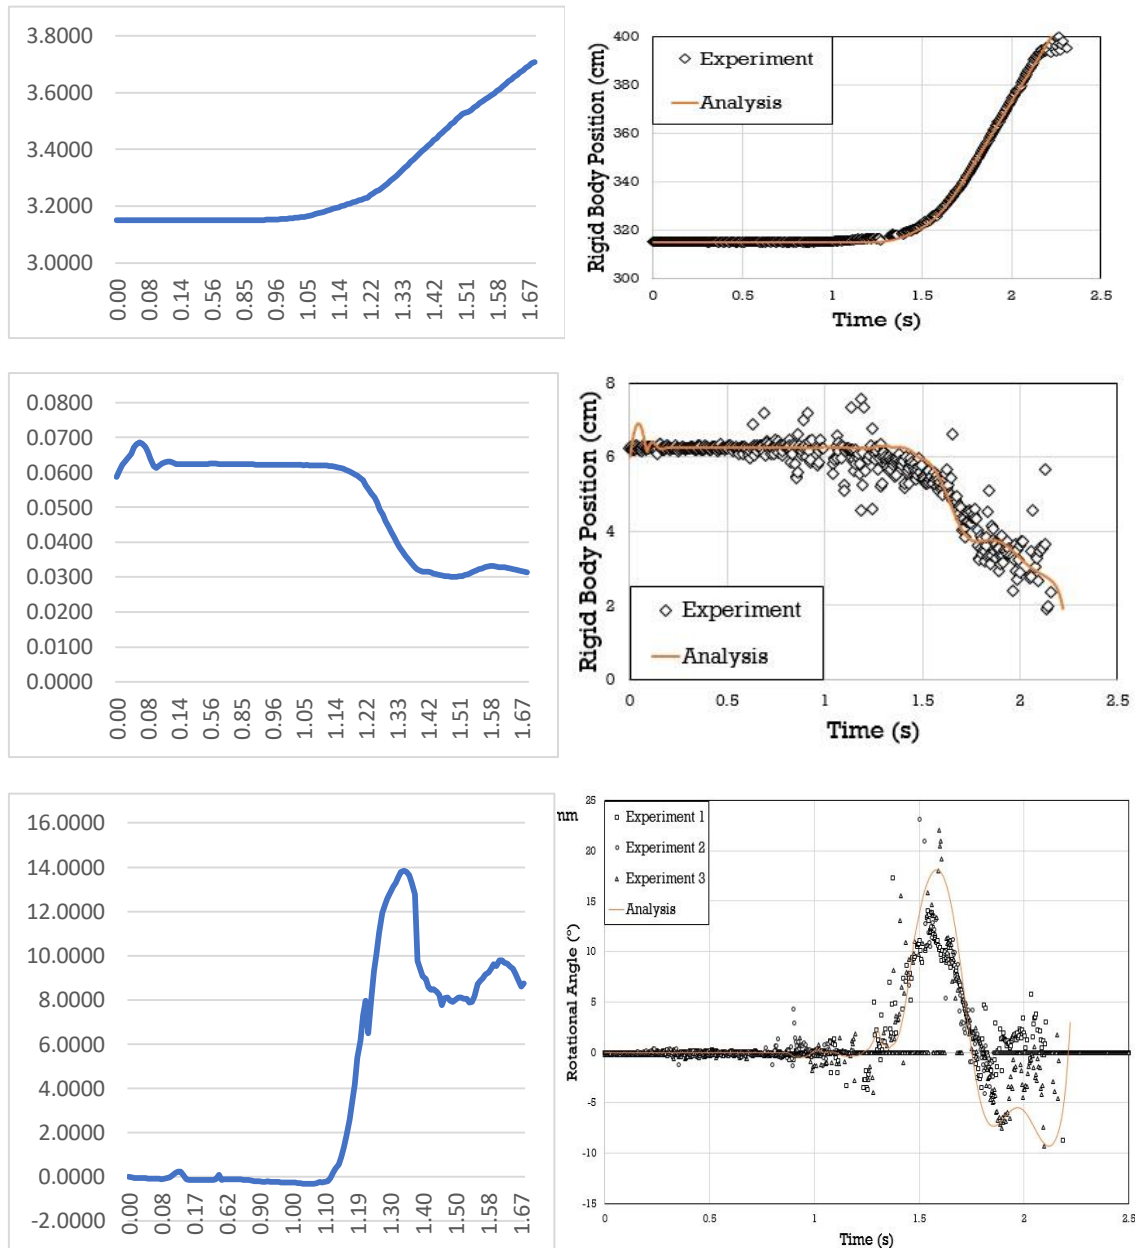 3.8000
3.6000
3.4000
3.2000
3.0000
0.00 0.08 0.14 0.56 0.85 0.96 1.05 1.14 1.22 1.33 1.42 1.51 1.58 1.67
Rigid Body Position (cm)
400
380
360
340
320
300
Experiment
Analysis
0 0.5 1 1.5 2 2.5
Time (s)
0.0800
0.0700
0.0600
0.0500
0.0400
0.0300
0.0200
0.0100
0.0000
0.00 0.08 0.14 0.56 0.85 0.96 1.05 1.14 1.22 1.33 1.42 1.51 1.58 1.67
Rigid Body Position (cm)
8
6
4
2
0
Experiment
Analysis
0 0.5 1 1.5 2 2.5
Time (s)
16.0000
14.0000
12.0000
10.0000
8.0000
6.0000
4.0000
2.0000
0.0000
-2.0000
0.00 0.08 0.17 0.62 0.90 1.00 1.10 1.19 1.30 1.40 1.50 1.60 1.67
nm
Rotational Angle (°)
25
20
15
10
5
0
-5
-10
-15
Experiment 1
Experiment 2
Experiment 3
Analysis
0 0.5 1 1.5 2 2.5
Time (s)